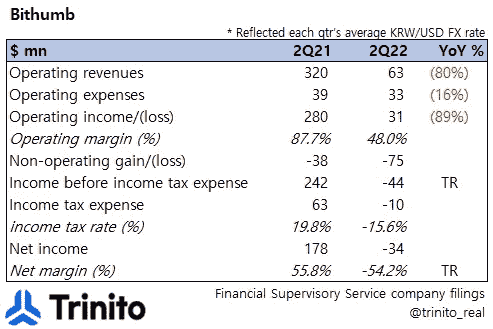 Bithumb
* Reflected each qtr's average KRW/USD FX rate
$ mn 2Q21 2Q22 YoY %
Operating revenues 320 63 (80%)
Operating expenses 39 33 (16%)
Operating income/(loss) 280 31 (89%)
Operating margin (%) 87.7% 48.0%
Non-operating gain/(loss) -38 -75
Income before income tax expense 242 -44 TR
Income tax expense 63 -10
income tax rate (%) 19.8% -15.6%
Net income 178 -34
Net margin (%) 55.8% -54.2% TR
Trinito
Financial Supervisory Service company filings
@trinito_real